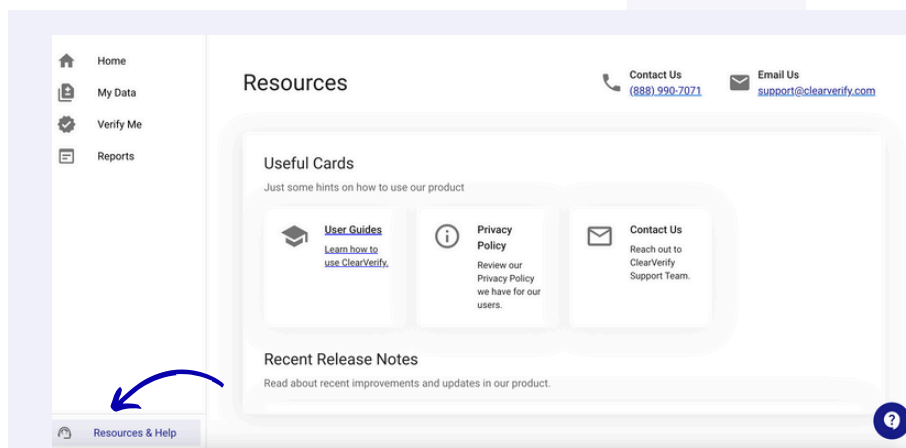 Home
My Data
Verify Me
Reports
Resources & Help
Resources
Contact Us
(888) 990-7071
Email Us
support@clearverify.com
Useful Cards
Just some hints on how to use our product
User Guides
Learn how to
use ClearVerify.
Privacy
Policy
Review our
Privacy Policy
we have for our
users.
Contact Us
Reach out to
ClearVerify
Support Team.
Recent Release Notes
Read about recent improvements and updates in our product.
?